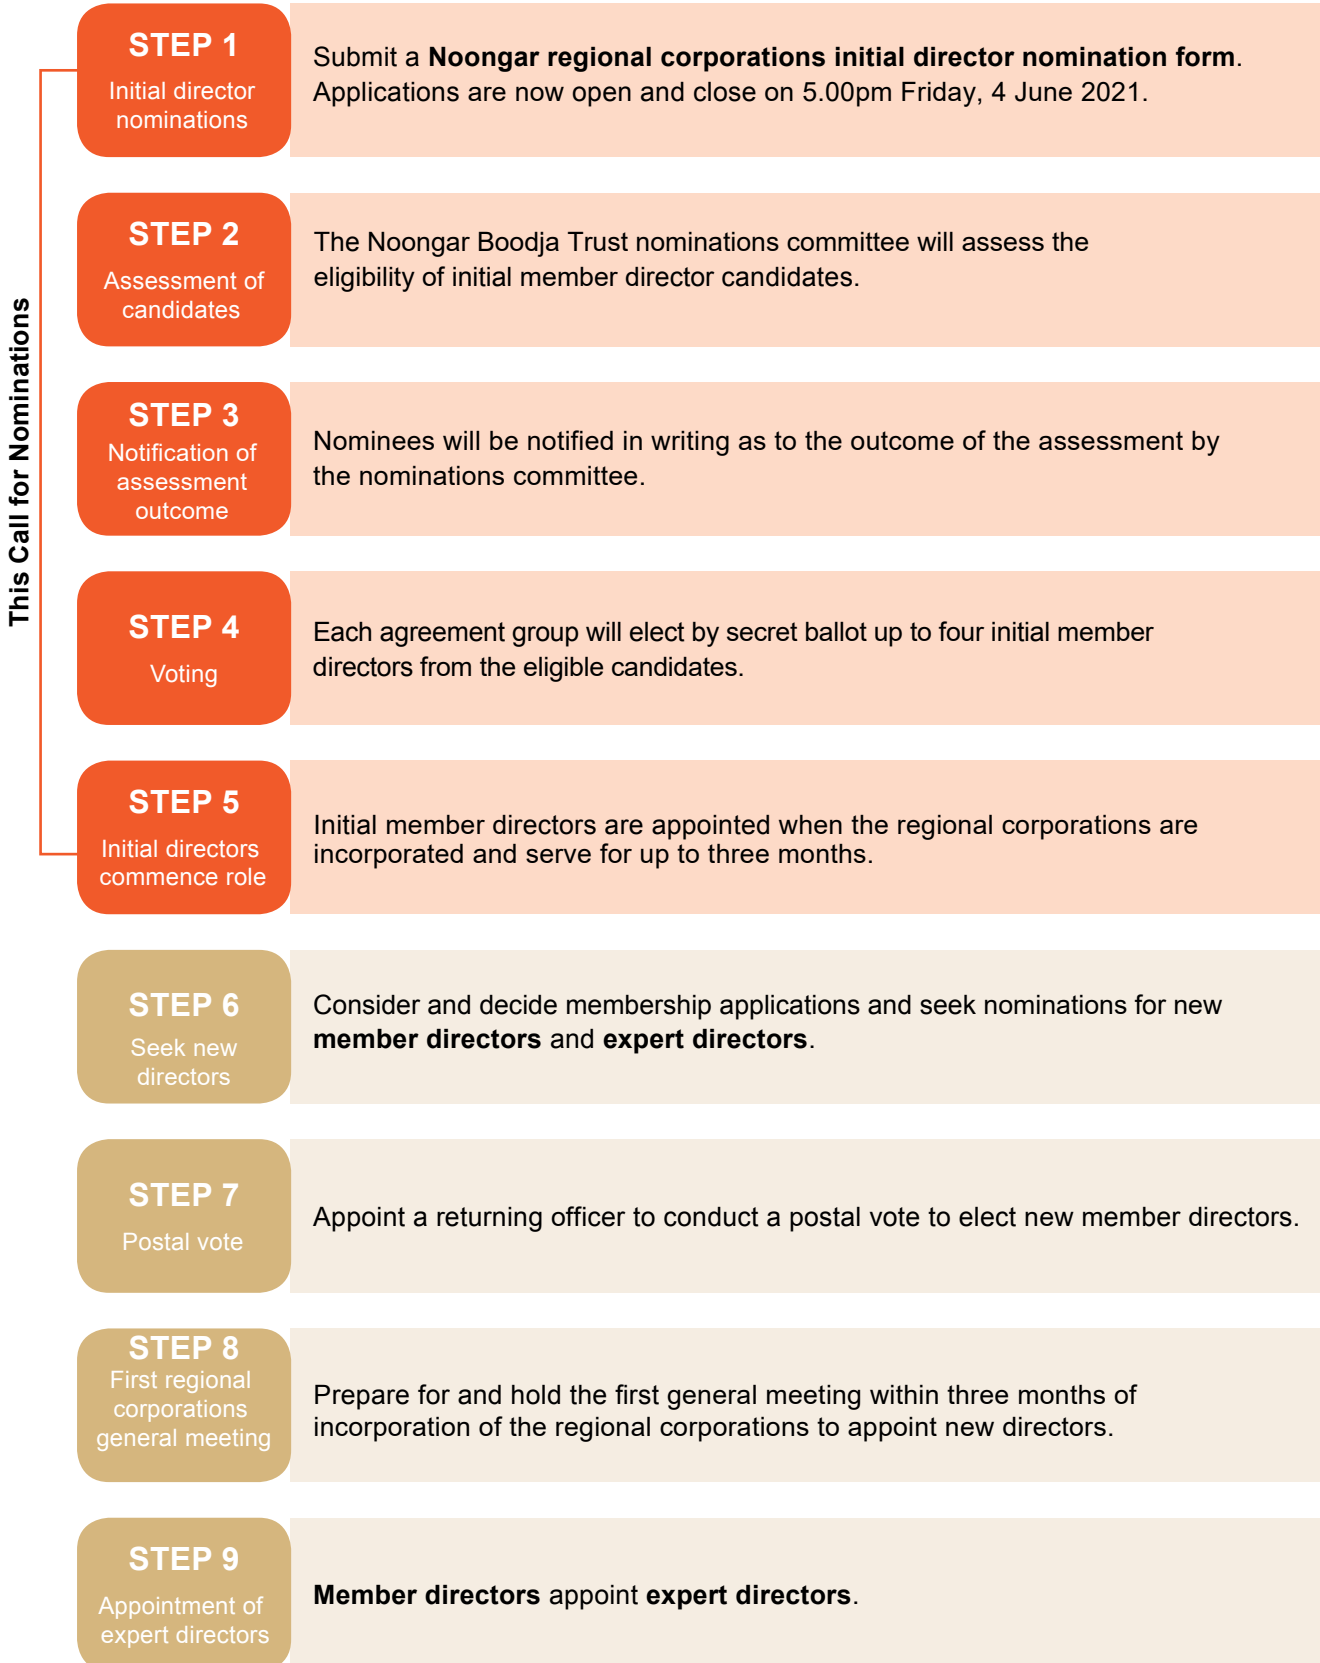 This Call for Nominations
STEP 1
Initial director
nominations
Submit a Noongar regional corporations initial director nomination form.
Applications are now open and close on 5.00pm Friday, 4 June 2021.
STEP 2
Assessment of
candidates
The Noongar Boodja Trust nominations committee will assess the
eligibility of initial member director candidates.
STEP 3
Notification of
assessment
outcome
Nominees will be notified in writing as to the outcome of the assessment by
the nominations committee.
STEP 4
Voting
Each agreement group will elect by secret ballot up to four initial member
directors from the eligible candidates.
STEP 5
Initial directors
commence role
Initial member directors are appointed when the regional corporations are
incorporated and serve for up to three months.
STEP 6
Seek new
directors
Consider and decide membership applications and seek nominations for new
member directors and expert directors.
STEP 7
Postal vote
Appoint a returning officer to conduct a postal vote to elect new member directors.
STEP 8
First regional
corporations
general meeting
Prepare for and hold the first general meeting within three months of
incorporation of the regional corporations to appoint new directors.
STEP 9
Appointment of
expert directors
Member directors appoint expert directors.